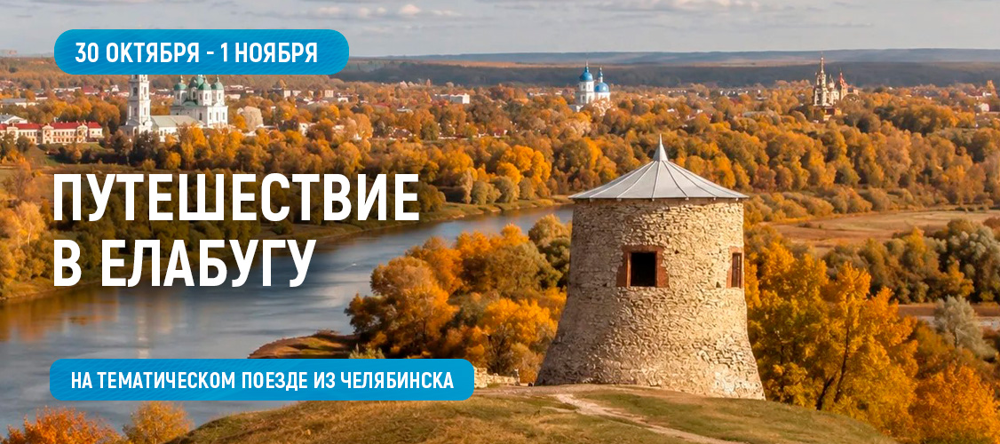 30 ОКТЯБРЯ - 1 НОЯБРЯ
ПУТЕШЕСТВИЕ
В ЕЛАБУГУ
НА ТЕМАТИЧЕСКОМ ПОЕЗДЕ ИЗ ЧЕЛЯБИНСКА